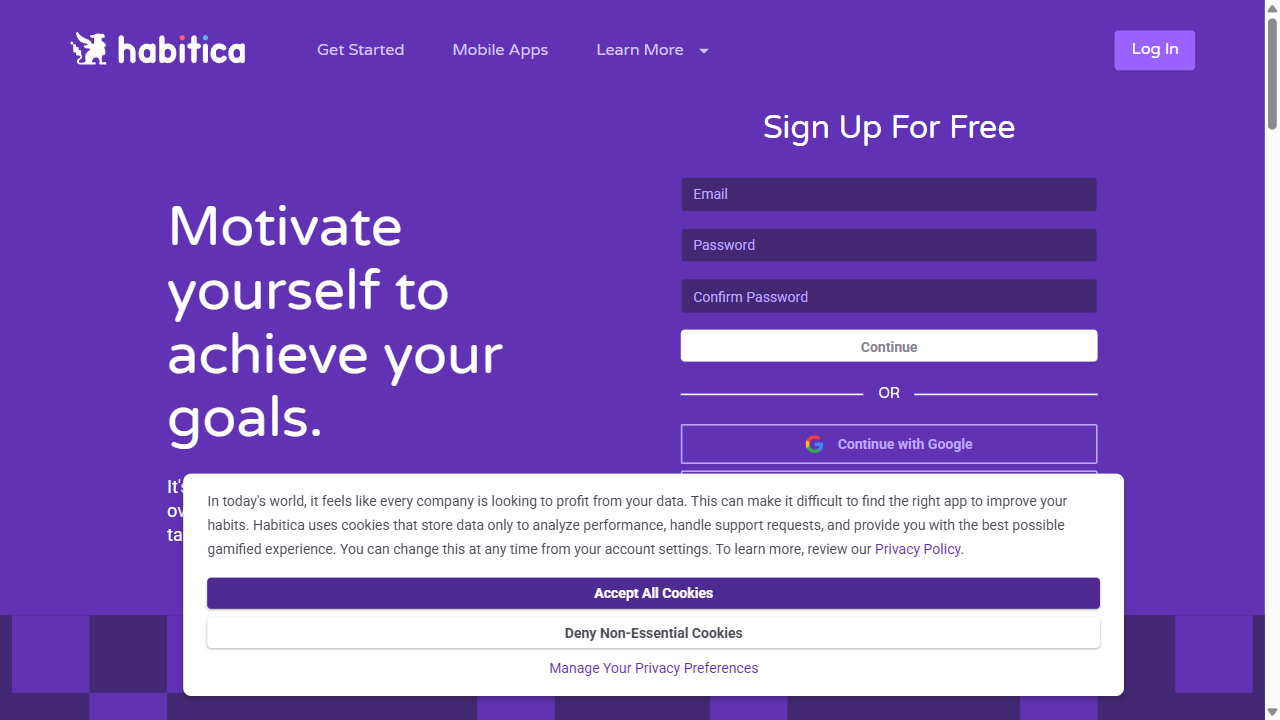 habitica
Get Started
Mobile Apps
Learn More
Log In
Sign Up For Free
Email
Password
Confirm Password
Continue
OR
Continue with Google
Motivate
yourself to
achieve your
goals.
In today's world, it feels like every company is looking to profit from your data. This can make it difficult to find the right app to improve your
habits. Habitica uses cookies that store data only to analyze performance, handle support requests, and provide you with the best possible
gamified experience. You can change this at any time from your account settings. To learn more, review our Privacy Policy.
Accept All Cookies
Deny Non-Essential Cookies
Manage Your Privacy Preferences